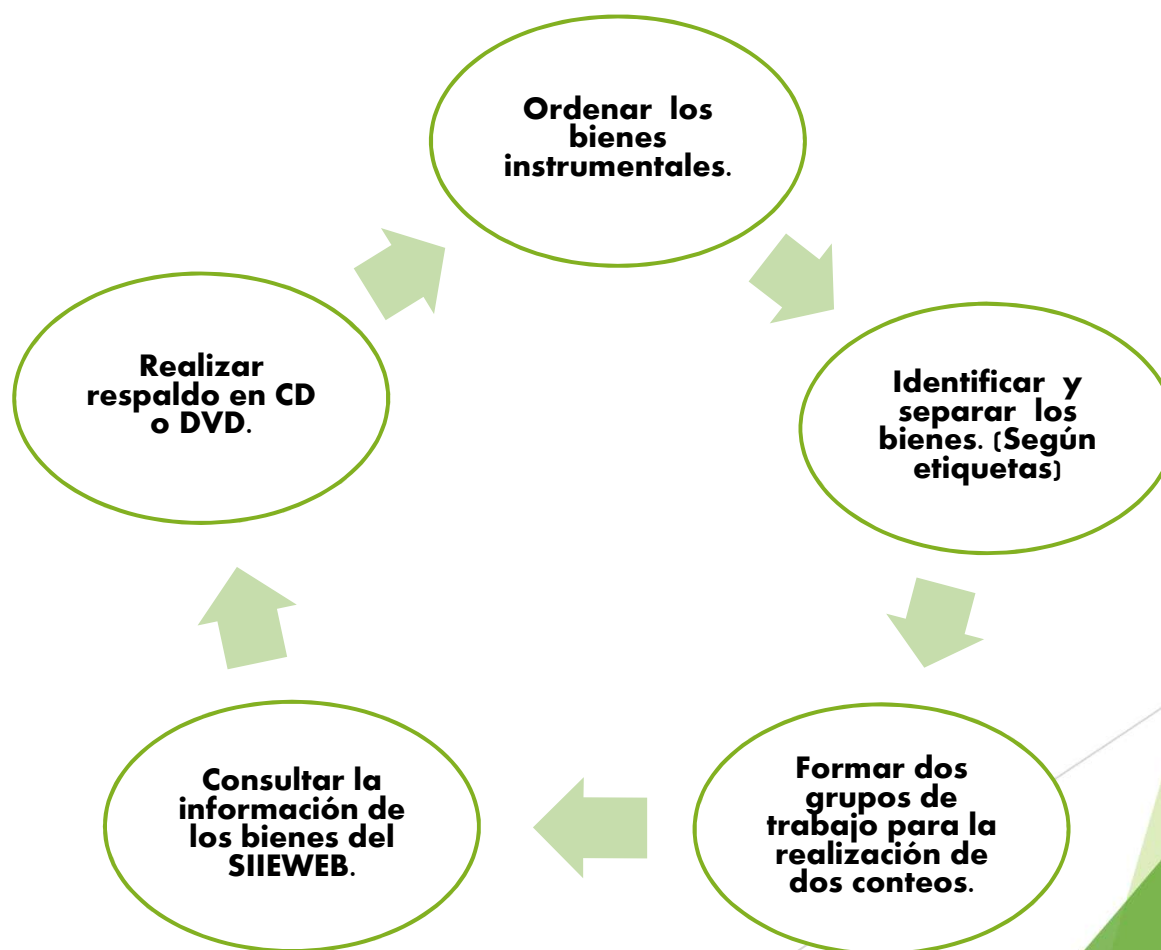 Ordenar los
bienes
instrumentales.
Identificar y
separar los
bienes. (Según
etiquetas)
Formar dos
grupos de
trabajo para la
realización de
dos conteos.
Consultar la
información de
los bienes del
SIIEWEB.
Realizar
respaldo en CD
o DVD.